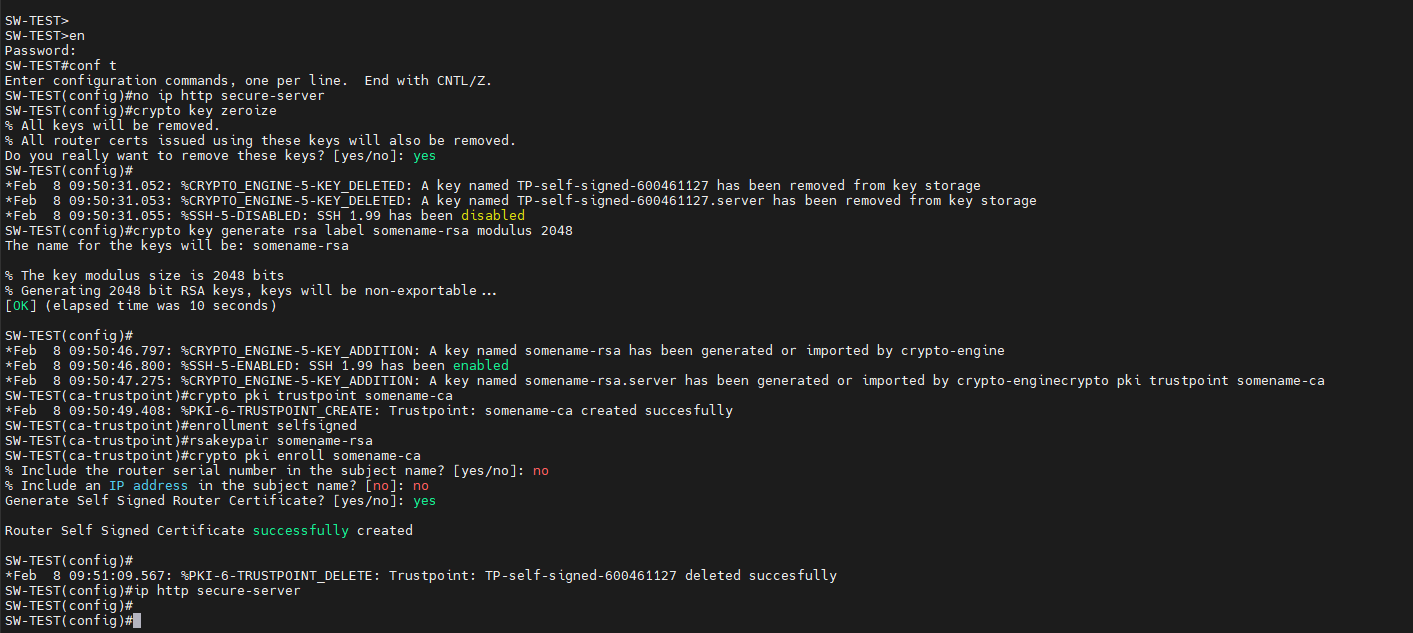 SW-TEST>
SW-TEST>en
Password:
SW-TEST#conf t
Enter configuration commands, one per line.  End with CNTL/Z.
SW-TEST(config)#no ip http secure-server
SW-TEST(config)#crypto key zeroize
% All keys will be removed.
% All router certs issued using these keys will also be removed.
Do you really want to remove these keys? [yes/no]: yes
SW-TEST(config)#
*Feb  8 09:50:31.052: %CRYPTO_ENGINE-5-KEY_DELETED: A key named TP-self-signed-600461127 has been removed from key storage
*Feb  8 09:50:31.053: %CRYPTO_ENGINE-5-KEY_DELETED: A key named TP-self-signed-600461127.server has been removed from key storage
*Feb  8 09:50:31.055: %SSH-5-DISABLED: SSH 1.99 has been disabled
SW-TEST(config)#crypto key generate rsa label somename-rsa modulus 2048
The name for the keys will be: somename-rsa

% The key modulus size is 2048 bits
% Generating 2048 bit RSA keys, keys will be non-exportable...
[OK] (elapsed time was 10 seconds)

SW-TEST(config)#
*Feb  8 09:50:46.797: %CRYPTO_ENGINE-5-KEY_ADDITION: A key named somename-rsa has been generated or imported by crypto-engine
*Feb  8 09:50:46.800: %SSH-5-ENABLED: SSH 1.99 has been enabled
*Feb  8 09:50:47.275: %CRYPTO_ENGINE-5-KEY_ADDITION: A key named somename-rsa.server has been generated or imported by crypto-enginecrypto pki trustpoint somename-ca
SW-TEST(ca-trustpoint)#crypto pki trustpoint somename-ca
*Feb  8 09:50:49.408: %PKI-6-TRUSTPOINT_CREATE: Trustpoint: somename-ca created succesfully
SW-TEST(ca-trustpoint)#enrollment selfsigned
SW-TEST(ca-trustpoint)#rsakeypair somename-rsa
SW-TEST(ca-trustpoint)#crypto pki enroll somename-ca
% Include the router serial number in the subject name? [yes/no]: no
% Include an IP address in the subject name? [no]: no
Generate Self Signed Router Certificate? [yes/no]: yes

Router Self Signed Certificate successfully created

SW-TEST(config)#
*Feb  8 09:51:09.567: %PKI-6-TRUSTPOINT_DELETE: Trustpoint: TP-self-signed-600461127 deleted succesfully
SW-TEST(config)#ip http secure-server
SW-TEST(config)#
SW-TEST(config)#